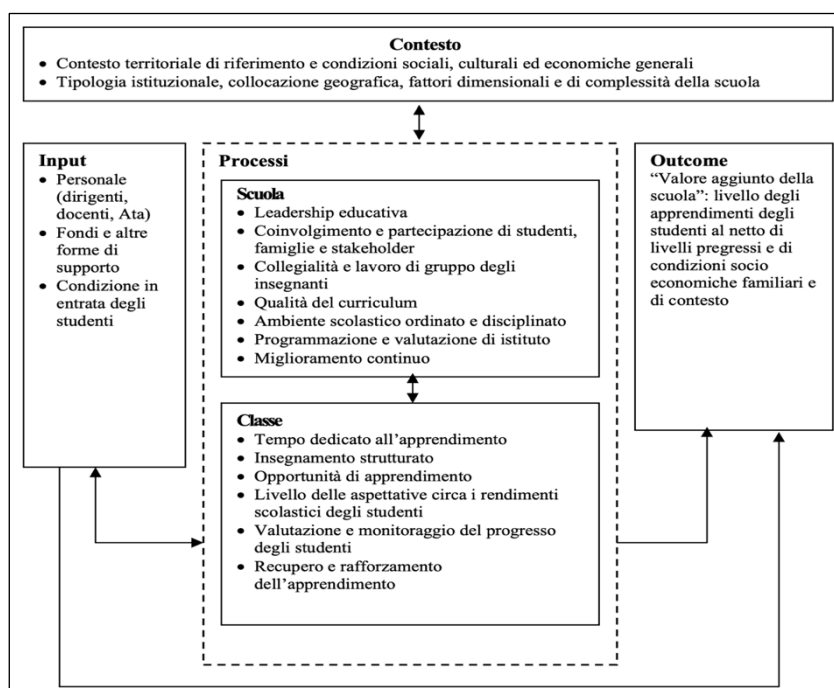 Contesto
• Contesto territoriale di riferimento e condizioni sociali, culturali ed economiche generali
• Tipologia istituzionale, collocazione geografica, fattori dimensionali e di complessità della scuola
Input
• Personale
(dirigenti,
docenti, Ata)
• Fondi e altre
forme di
supporto
• Condizione in
entrata degli
studenti
Processi
Scuola
• Leadership educativa
• Coinvolgimento e partecipazione di studenti,
famiglie e stakeholder
• Collegialità e lavoro di gruppo degli
insegnanti
• Qualità del curriculum
• Ambiente scolastico ordinato e disciplinato
• Programmazione e valutazione di istituto
• Miglioramento continuo
Classe
• Tempo dedicato all’apprendimento
• Insegnamento strutturato
• Opportunità di apprendimento
• Livello delle aspettative circa i rendimenti
scolastici degli studenti
• Valutazione e monitoraggio del progresso
degli studenti
• Recupero e rafforzamento
dell’apprendimento
Outcome
“Valore aggiunto della
scuola”: livello degli
apprendimenti degli
studenti al netto di
livelli pregressi e di
condizioni socio
economiche familiari e
di contesto